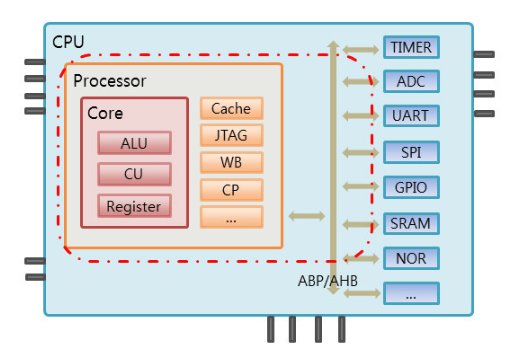 CPU
Processor
Core
ALU
CU
Register
Cache
JTAG
WB
CP
...
ABP/AHB
TIMER
ADC
UART
SPI
GPIO
SRAM
NOR
...